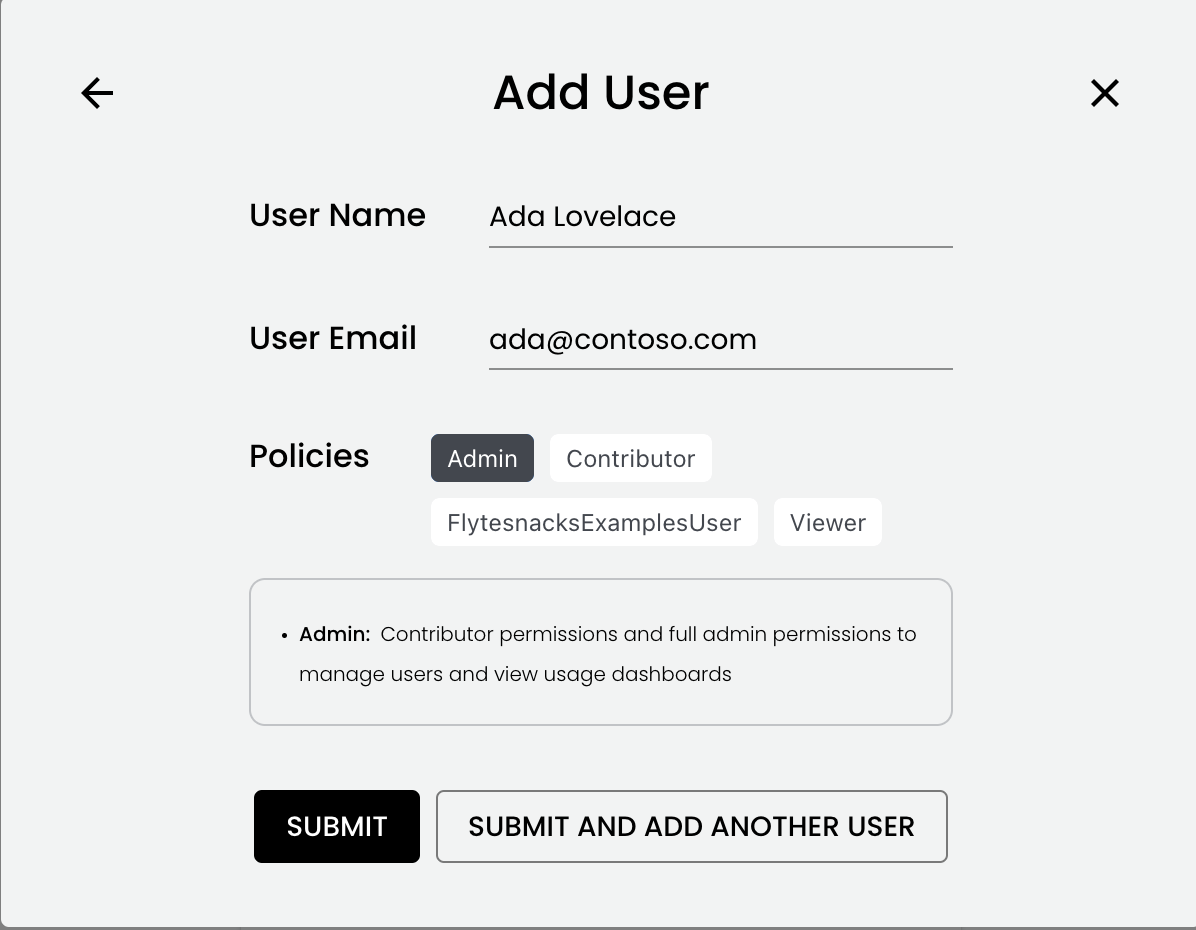 Add User
User Name
Ada Lovelace
User Email
ada@contoso.com
Policies
Admin
Contributor
FlytesnacksExamplesUser
Viewer
• Admin: Contributor permissions and full admin permissions to
manage users and view usage dashboards
SUBMIT
SUBMIT AND ADD ANOTHER USER